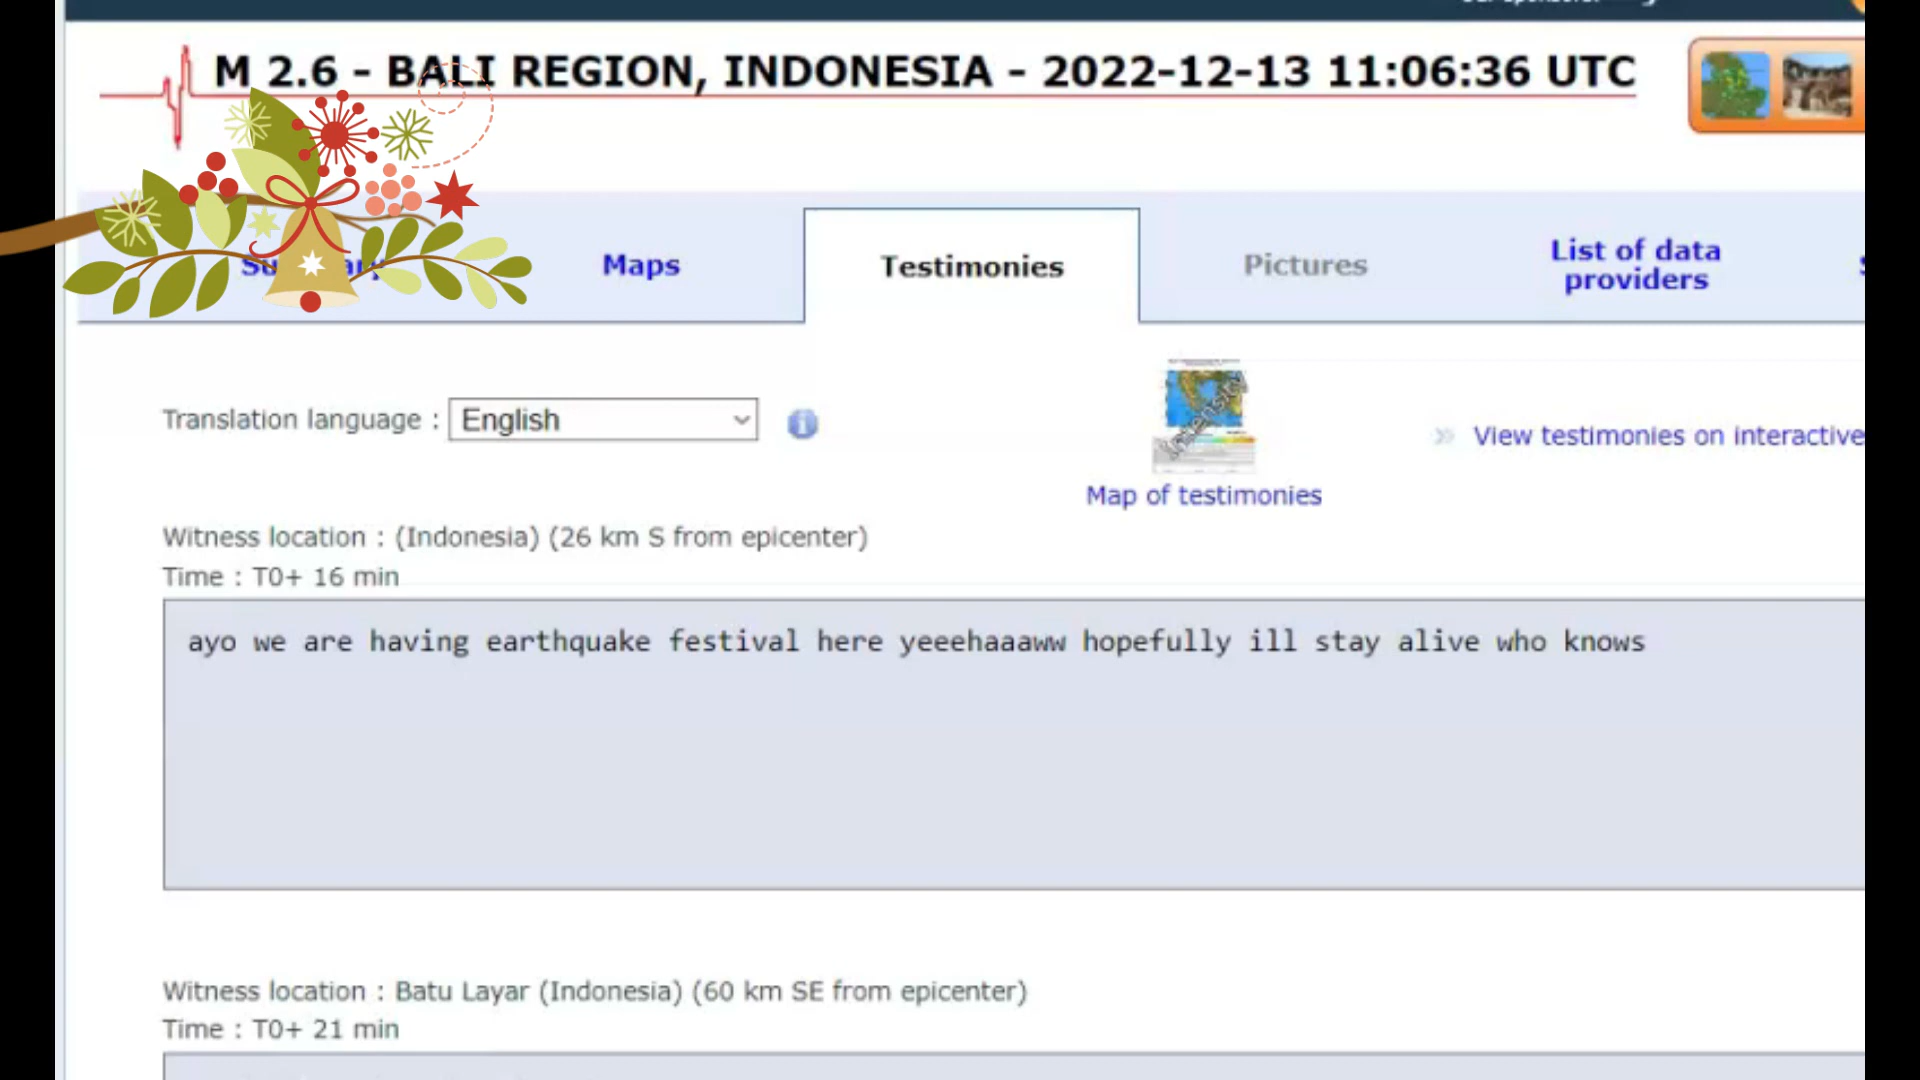 M 2.6 - BALI REGION, INDONESIA - 2022-12-13 11:06:36 UTC
Maps
Testimonies
Pictures
List of data
providers
Translation language :
English
Intensity
Map of testimonies
View testimonies on interactive
Witness location : (Indonesia) (26 km S from epicenter)
Time : T0+ 16 min
ayo we are having earthquake festival here yeeehaaaww hopefully ill stay alive who knows
Witness location : Batu Layar (Indonesia) (60 km SE from epicenter)
Time : T0+ 21 min